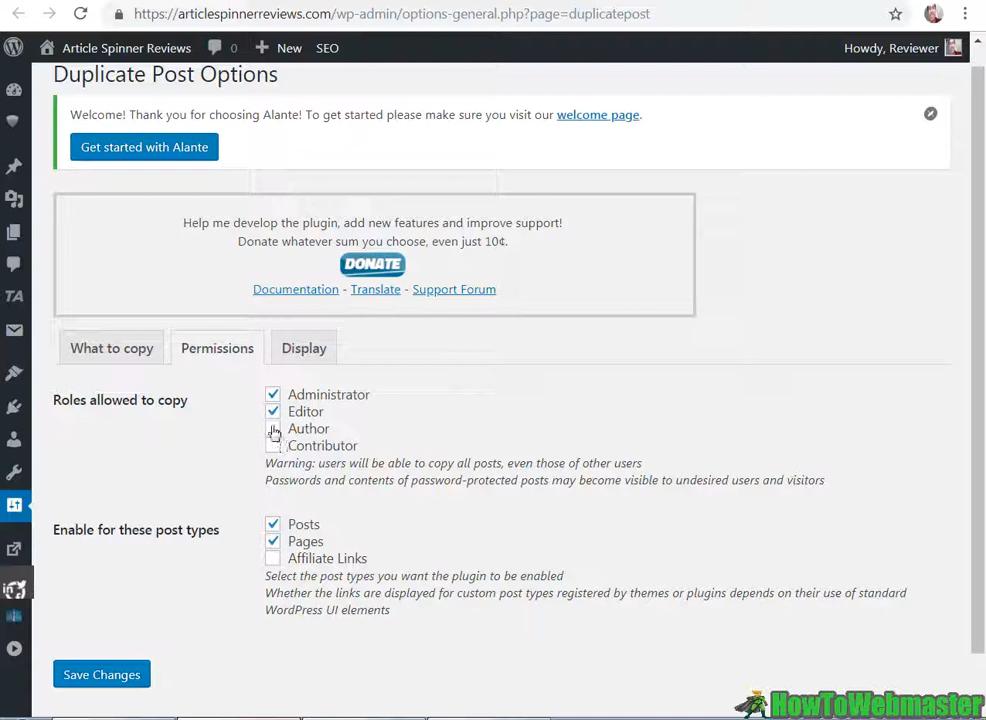 https://articlespinnerreviews.com/wp-admin/options-general.php?page=duplicatepost
Article Spinner Reviews 0 New SEO Howdy, Reviewer
Duplicate Post Options
Welcome! Thank you for choosing Alante! To get started please make sure you visit our welcome page.
Get started with Alante
Help me develop the plugin, add new features and improve support!
Donate whatever sum you choose, even just 10¢.
DONATE
Documentation - Translate - Support Forum
What to copy Permissions Display
Roles allowed to copy
Administrator
Editor
Author
Contributor
Warning: users will be able to copy all posts, even those of other users
Passwords and contents of password-protected posts may become visible to undesired users and visitors
Enable for these post types
Posts
Pages
Affiliate Links
Select the post types you want the plugin to be enabled
Whether the links are displayed for custom post types registered by themes or plugins depends on their use of standard
WordPress UI elements
Save Changes
TA
HowToWebmaster